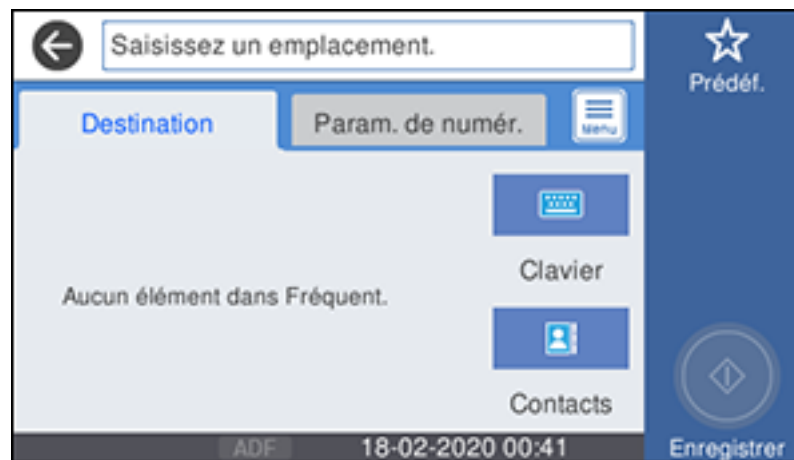 Saisissez un emplacement.
Prédéf.
Destination
Param. de numér.
Menu
Clavier
Aucun élément dans Fréquent.
Contacts
ADF
18-02-2020 00:41
Enregistrer